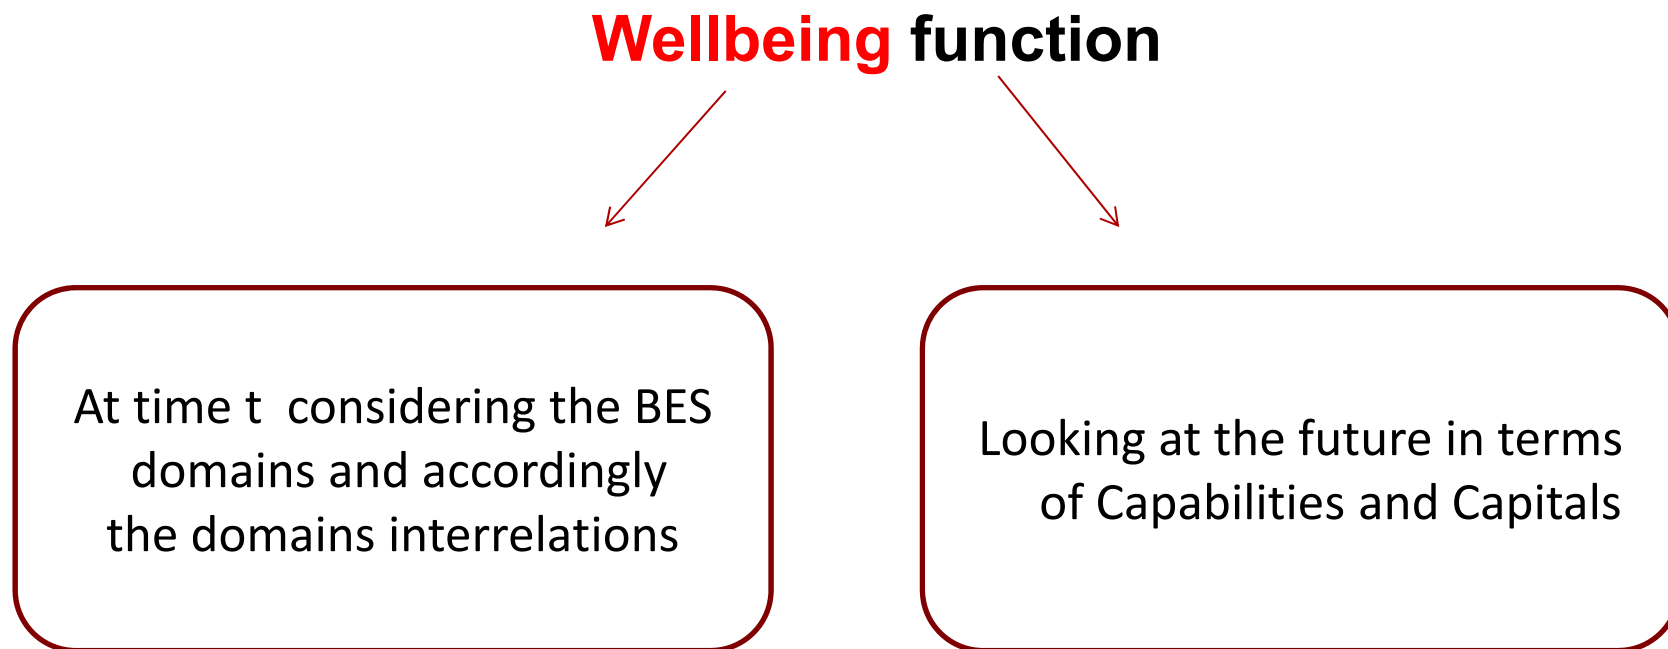 Wellbeing function
At time t  considering the BES
domains and accordingly
the domains interrelations
Looking at the future in terms
of Capabilities and Capitals